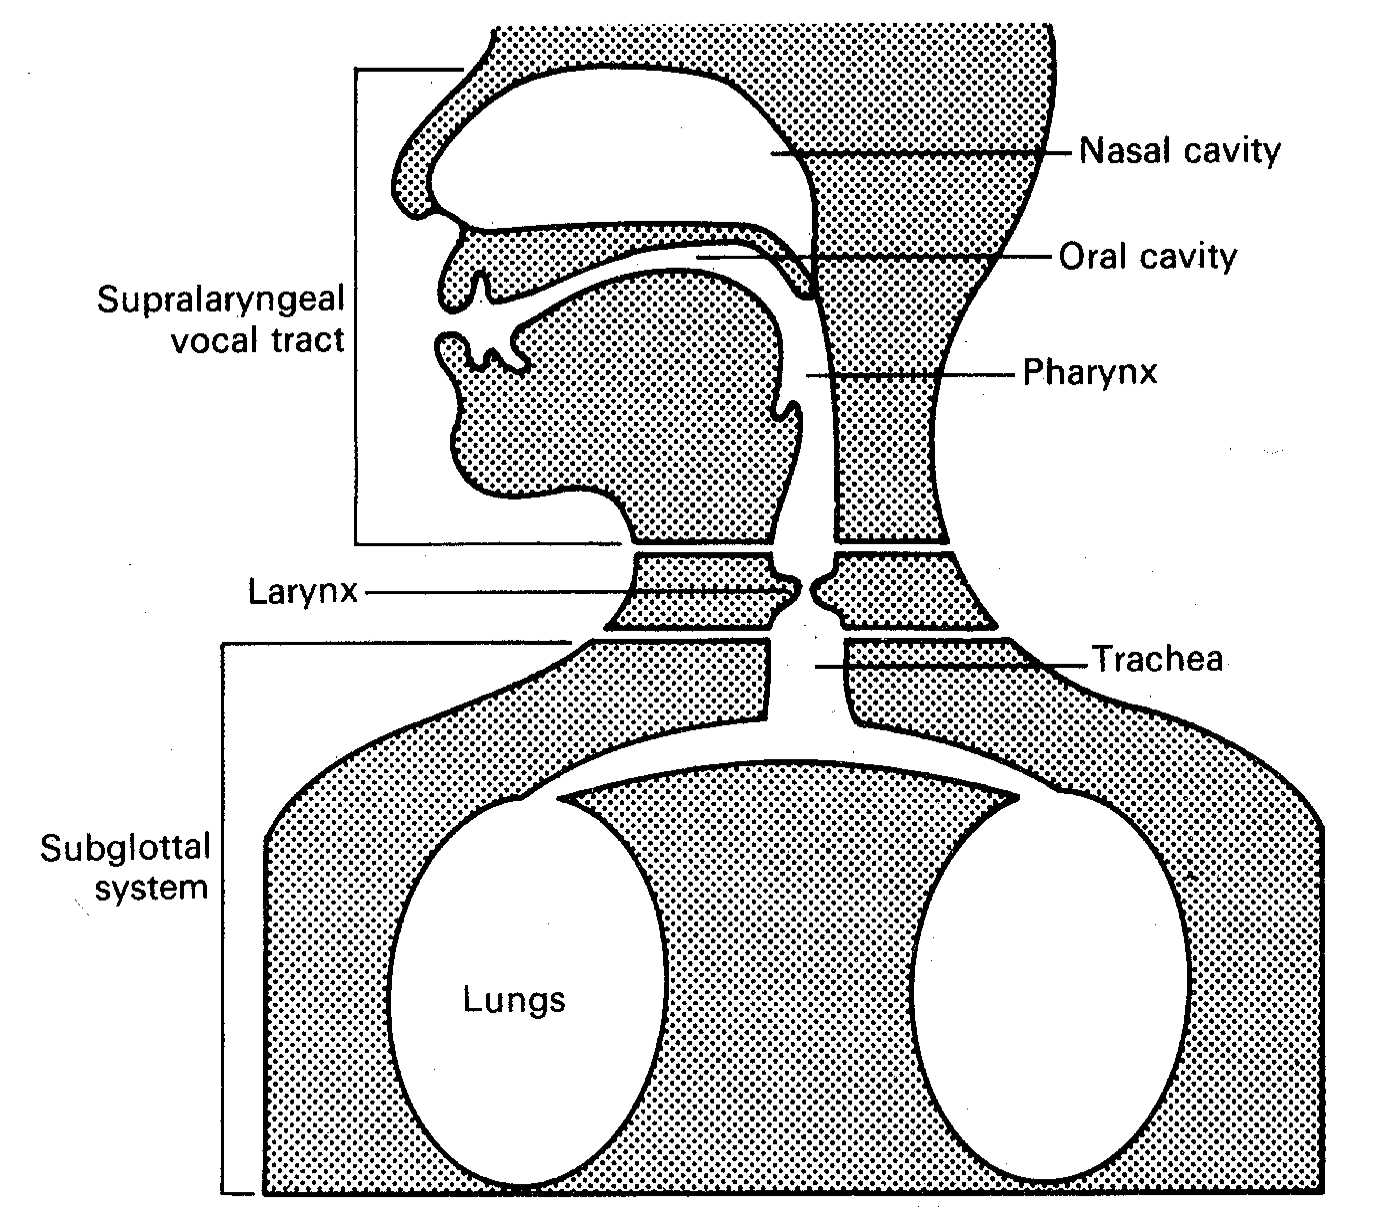 Nasal cavity
Oral cavity
Supralaryngeal
vocal tract
Pharynx
Larynx
Trachea
Subglottal
system
Lungs